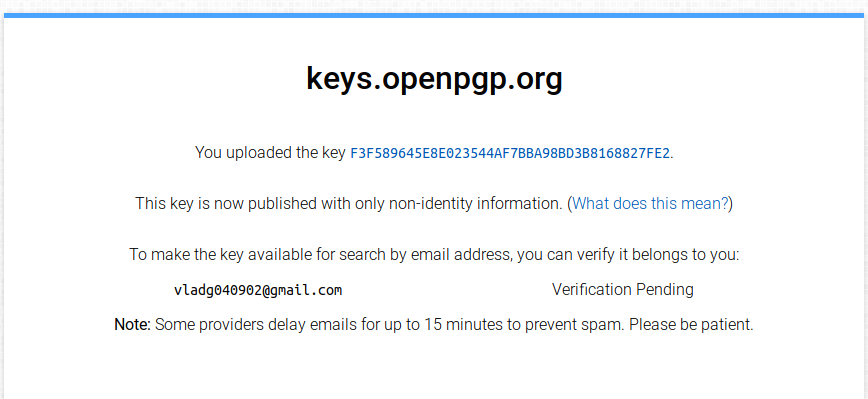 keys.openpgp.org
You uploaded the key F3F589645E8E023544AF7BBA98BD3B8168827FE2.
This key is now published with only non-identity information. (What does this mean?)
To make the key available for search by email address, you can verify it belongs to you:
vladg040902@gmail.com Verification Pending
Note: Some providers delay emails for up to 15 minutes to prevent spam. Please be patient.